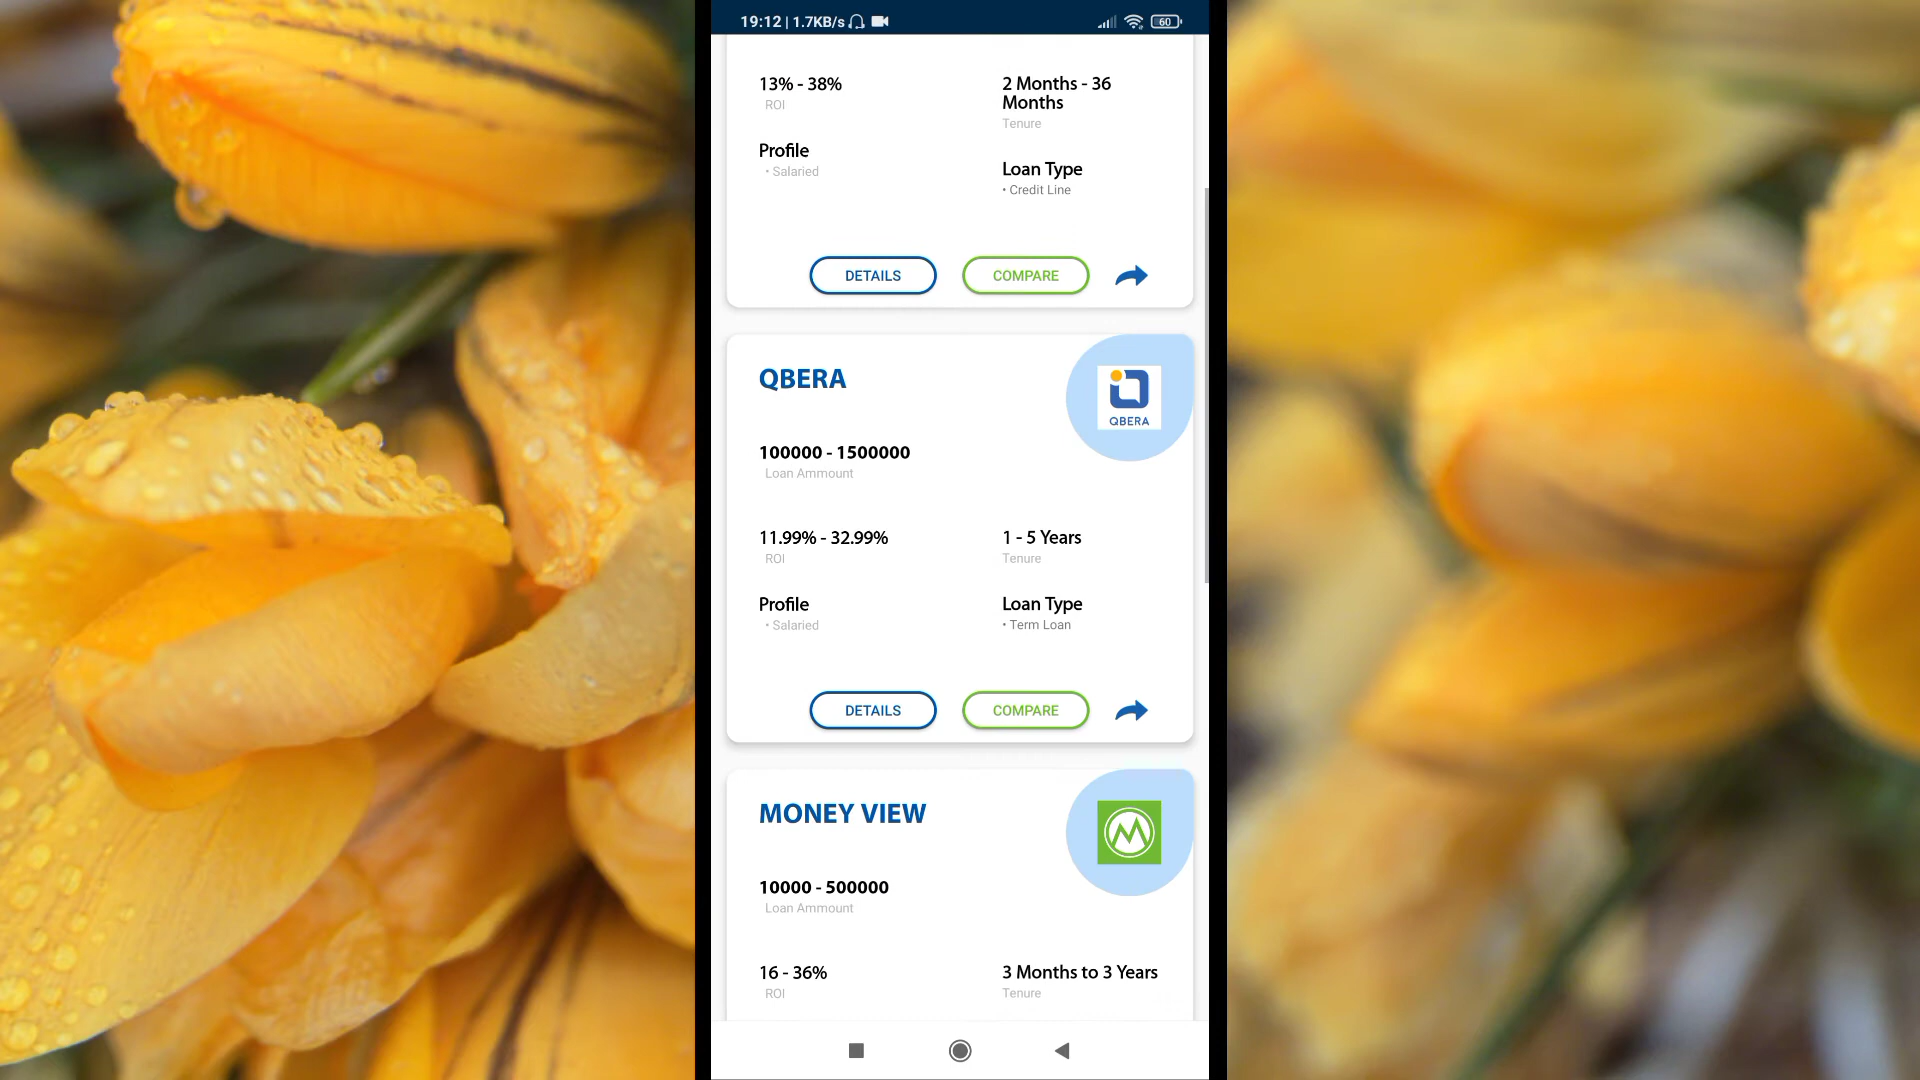 19:12 | 1.7KB/s
60
13% - 38%
ROI
2 Months - 36
Months
Tenure
Profile
• Salaried
Loan Type
• Credit Line
DETAILS
COMPARE
QBERA
QBERA
100000 - 1500000
Loan Ammount
11.99% - 32.99%
ROI
1 - 5 Years
Tenure
Profile
• Salaried
Loan Type
• Term Loan
DETAILS
COMPARE
MONEY VIEW
10000 - 500000
Loan Ammount
16 - 36%
ROI
3 Months to 3 Years
Tenure